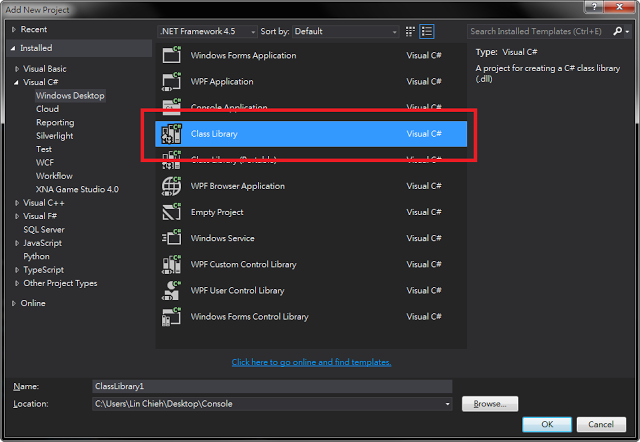 Add New Project
Recent
Installed
.NET Framework 4.5 Sort by: Default
Search Installed Templates (Ctrl+E)
Visual Basic
Visual C#
Windows Desktop
Cloud
Reporting
Silverlight
Test
WCF
Workflow
XNA Game Studio 4.0
Visual C++
Visual F#
SQL Server
JavaScript
Python
TypeScript
Other Project Types
Online
Windows Forms Application Visual C#
WPF Application Visual C#
Console Application Visual C#
Class Library Visual C#
Class Library (Portable) Visual C#
WPF Browser Application Visual C#
Empty Project Visual C#
Windows Service Visual C#
WPF Custom Control Library Visual C#
WPF User Control Library Visual C#
Windows Forms Control Library Visual C#
Click here to go online and find templates.
Type: Visual C#
A project for creating a C# class library
(.dll)
Name: ClassLibrary1
Location: C:\Users\Lin Chieh\Desktop\Console
Browse...
OK Cancel